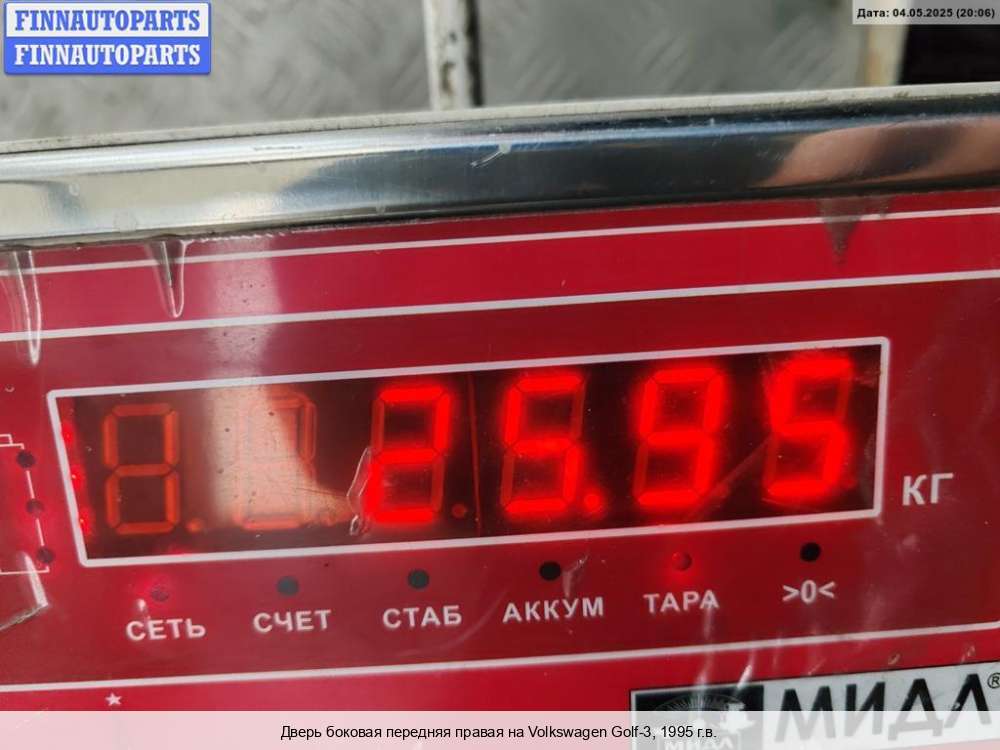 FINNAUTOPARTS
FINNAUTOPARTS
Дата: 04.05.2025 (20:06)
25.95
КГ
СЕТЬ СЧЕТ СТАБ АККУМ ТАРА >0<
МИДЛ®
МИДЛ
Дверь боковая передняя правая на Volkswagen Golf-3, 1995 г.в.